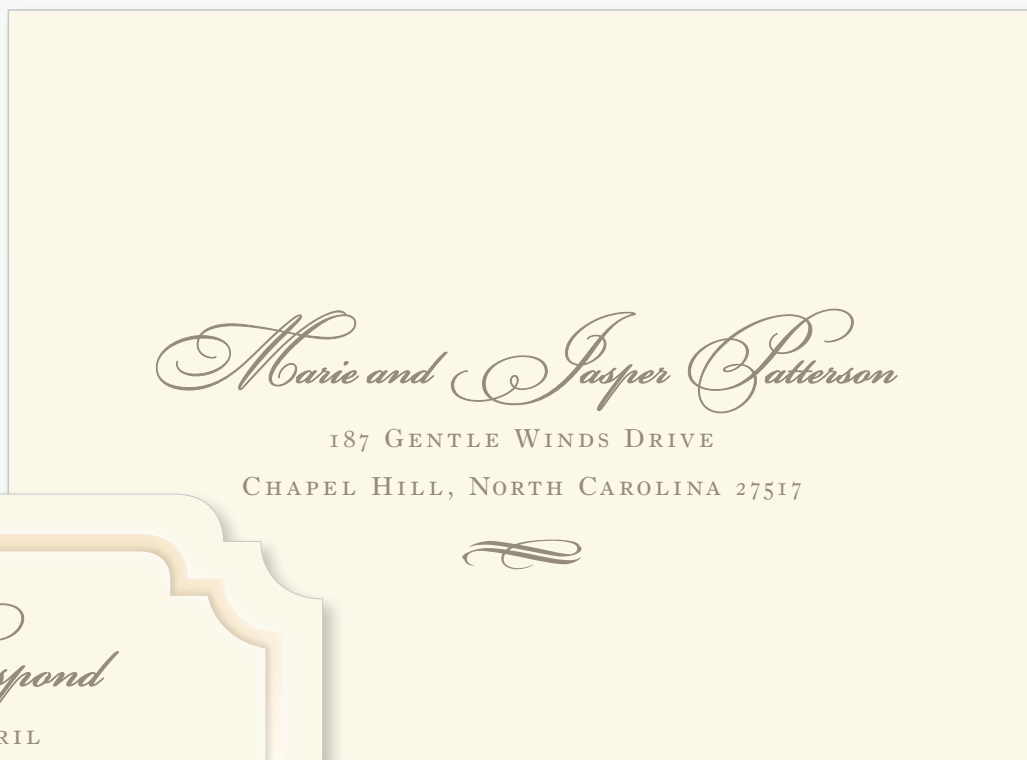 Marie and Jasper Patterson
187 Gentle Winds Drive
Chapel Hill, North Carolina 27517